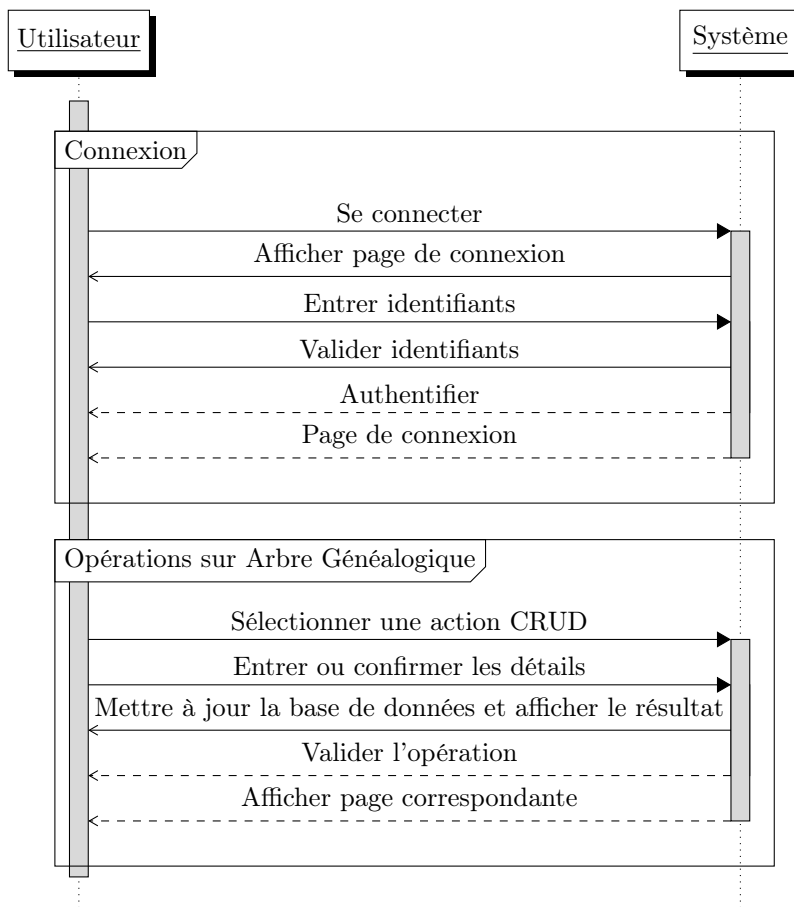 Utilisateur
Système
Connexion
Se connecter
Afficher page de connexion
Entrer identifiants
Valider identifiants
Authentifier
Page de connexion
Opérations sur Arbre Généalogique
Sélectionner une action CRUD
Entrer ou confirmer les détails
Mettre à jour la base de données et afficher le résultat
Valider l'opération
Afficher page correspondante